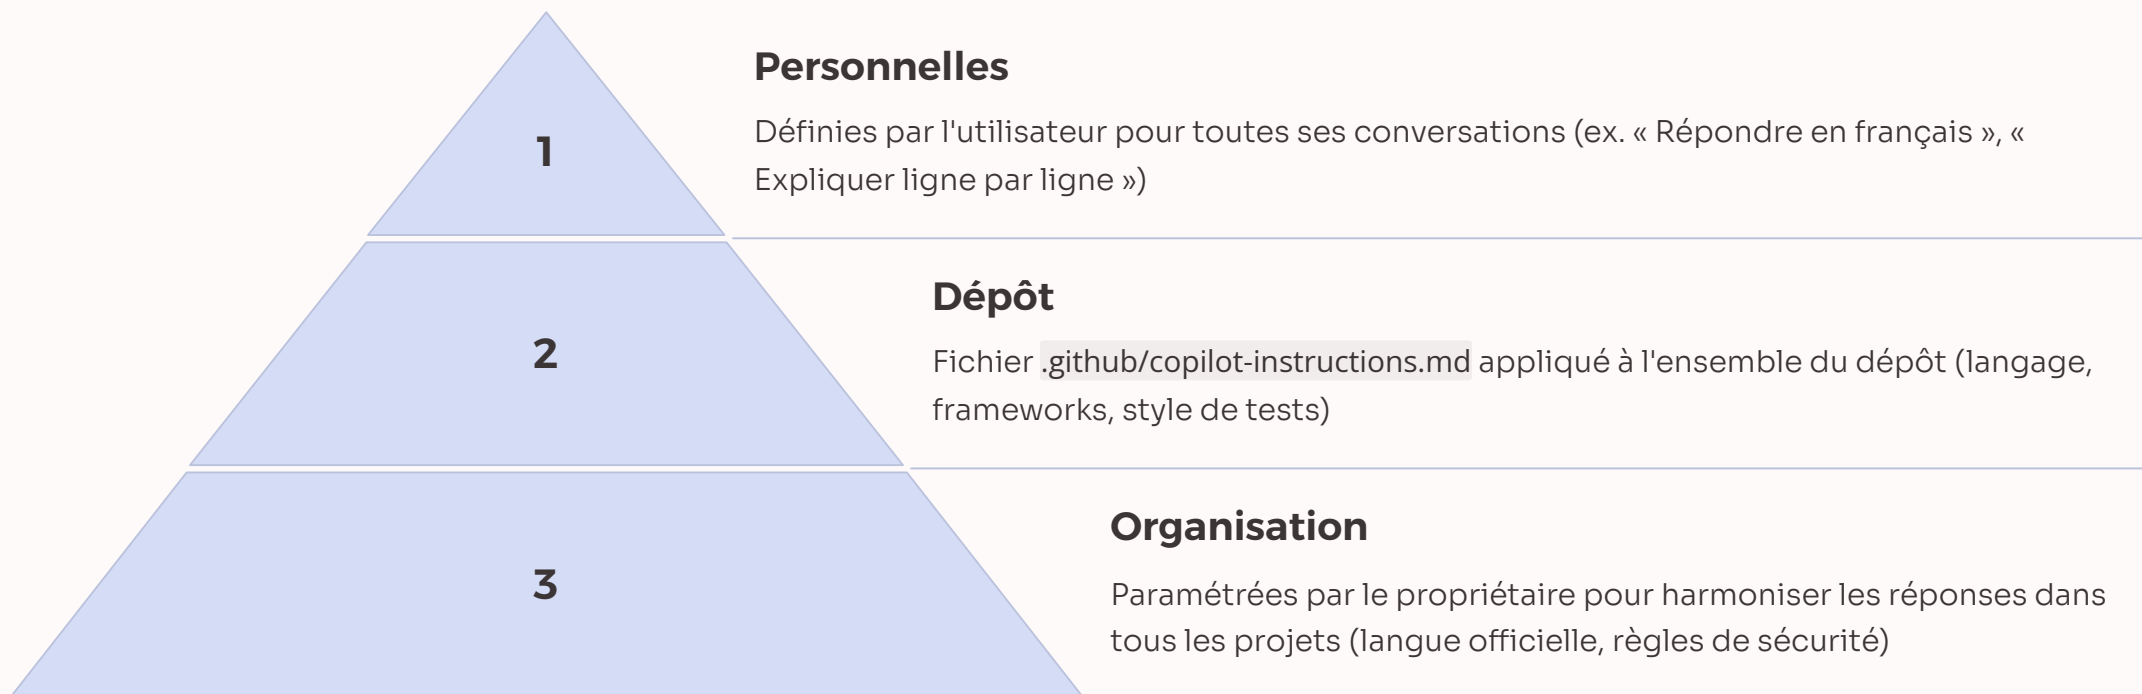 1
Personnelles
Définies par l'utilisateur pour toutes ses conversations (ex. « Répondre en français », «
Expliquer ligne par ligne »)
2
Dépôt
Fichier .github/copilot-instructions.md appliqué à l'ensemble du dépôt (langage,
frameworks, style de tests)
3
Organisation
Paramétrées par le propriétaire pour harmoniser les réponses dans
tous les projets (langue officielle, règles de sécurité)